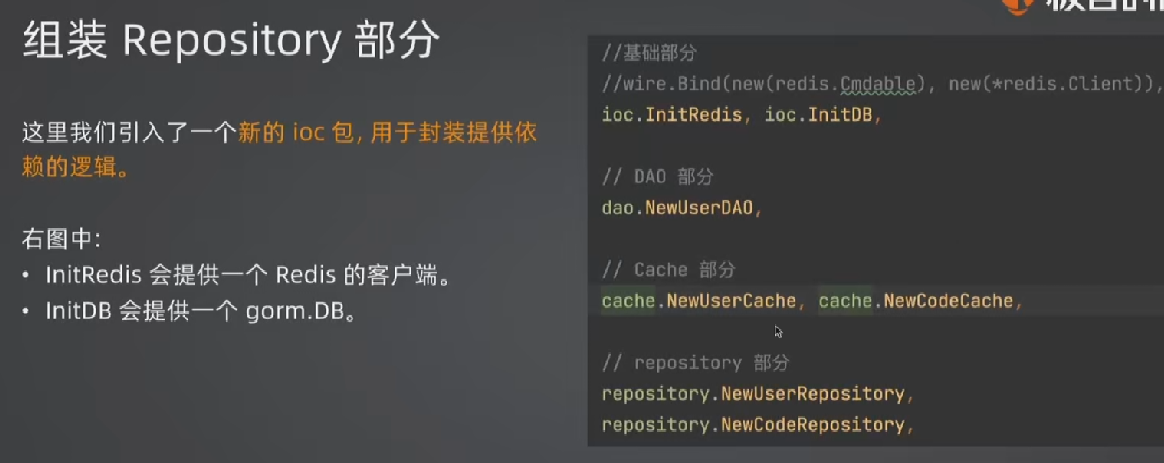 组装 Repository 部分
这里我们引入了一个新的 ioc 包, 用于封装提供依
赖的逻辑。
右图中:
• InitRedis 会提供一个 Redis 的客户端。
• InitDB 会提供一个 gorm.DB。
//基础部分
//wire.Bind(new(redis.Cmdable), new(*redis.Client)),
ioc.InitRedis, ioc.InitDB,
// DAO 部分
dao.NewUserDAO,
// Cache 部分
cache.NewUserCache, cache.NewCodeCache,
// repository 部分
repository.NewUserRepository,
repository.NewCodeRepository,